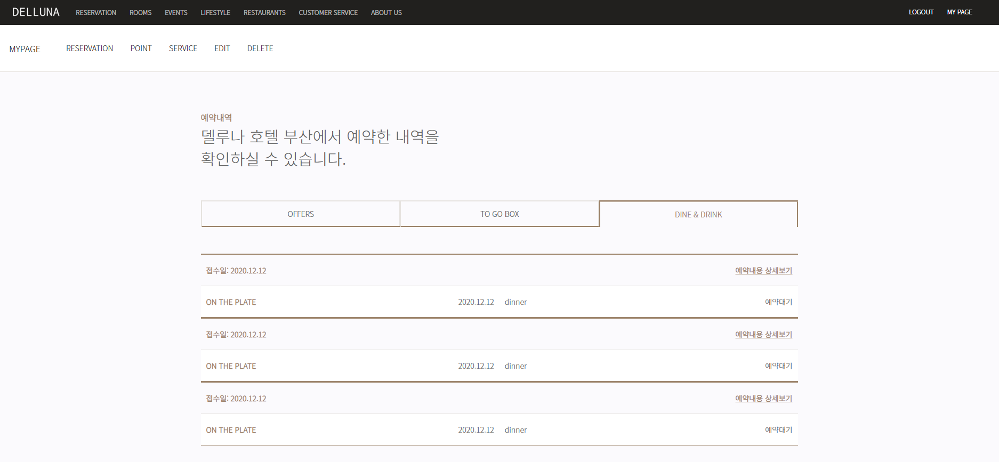 DELLUNA RESERVATION ROOMS EVENTS LIFESTYLE RESTAURANTS CUSTOMER SERVICE ABOUT US LOGOUT MY PAGE
MYPAGE RESERVATION POINT SERVICE EDIT DELETE
예약내역
델루나 호텔 부산에서 예약한 내역을
확인하실 수 있습니다.
OFFERS TO GO BOX DINE & DRINK
접수일: 2020.12.12 예약내용 상세보기
ON THE PLATE 2020.12.12 dinner 예약대기
접수일: 2020.12.12 예약내용 상세보기
ON THE PLATE 2020.12.12 dinner 예약대기
접수일: 2020.12.12 예약내용 상세보기
ON THE PLATE 2020.12.12 dinner 예약대기